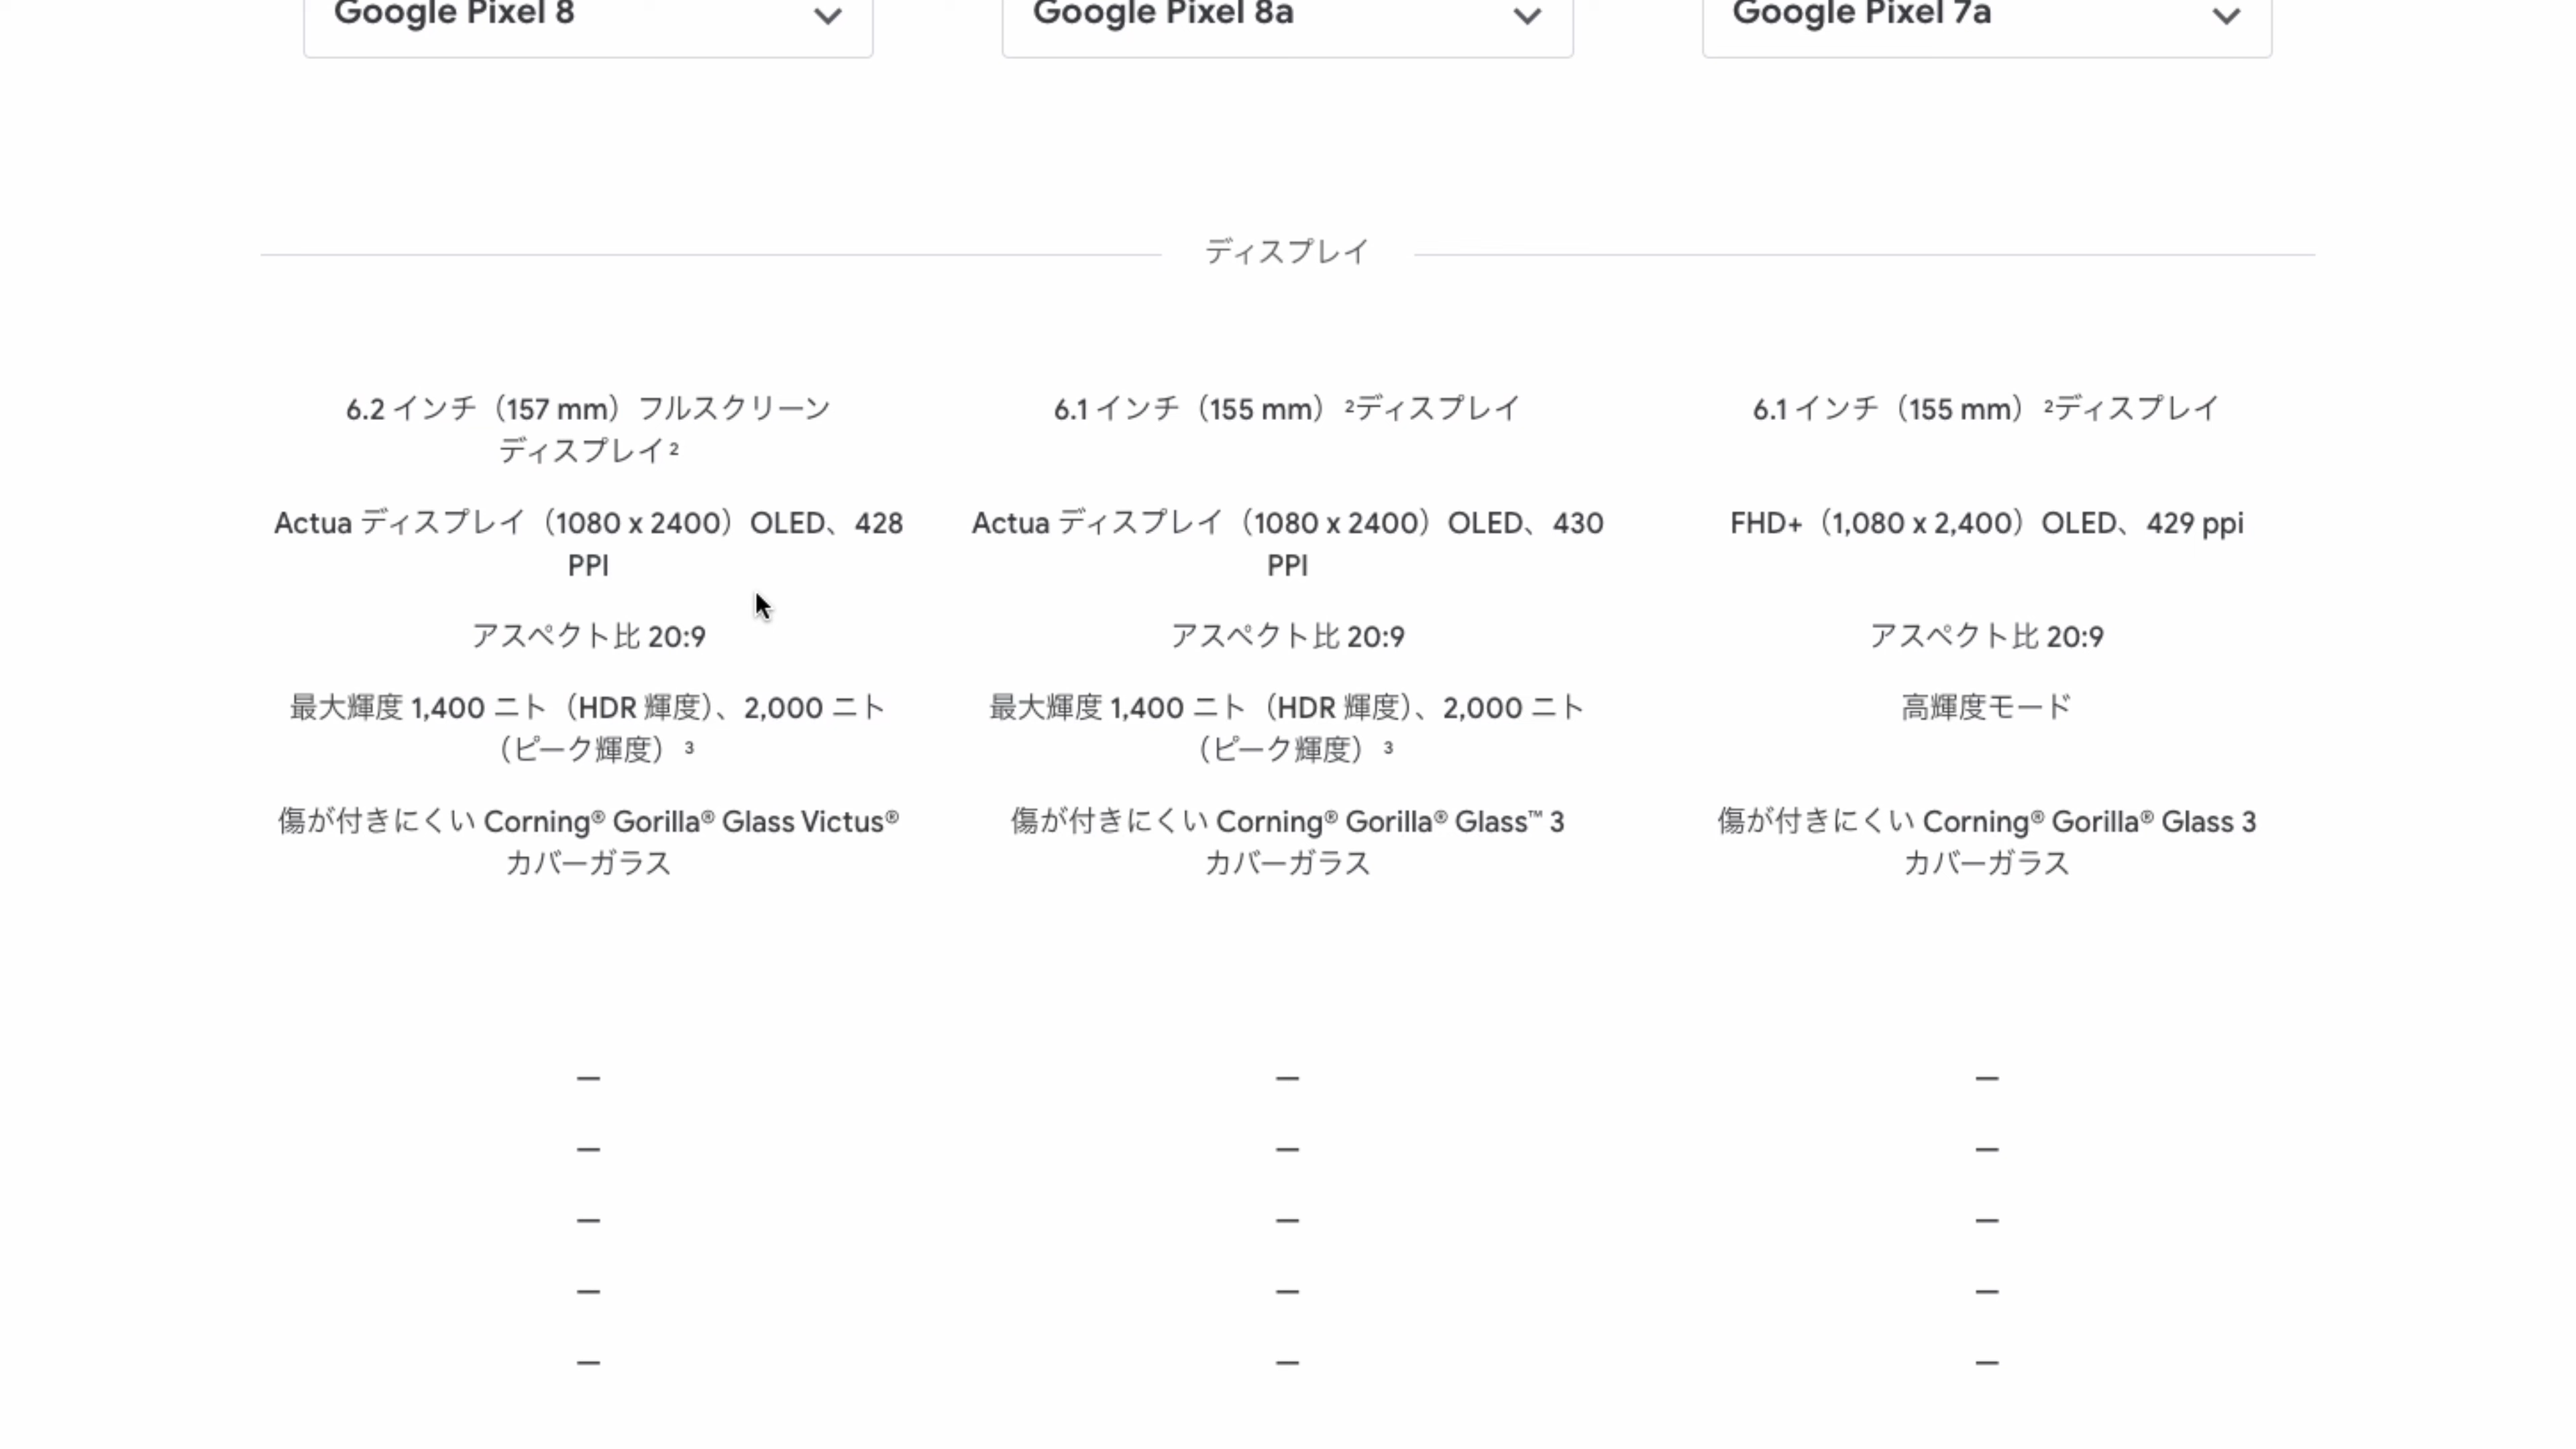 Google Pixel 8
Google Pixel 8a
Google Pixel 7a
ディスプレイ
6.2 インチ（157 mm）フルスクリーン
ディスプレイ²
6.1 インチ（155 mm）²ディスプレイ
6.1 インチ（155 mm）²ディスプレイ
Actua ディスプレイ（1080 x 2400）OLED、428
PPI
Actua ディスプレイ（1080 x 2400）OLED、430
PPI
FHD+（1,080 x 2,400）OLED、429 ppi
アスペクト比 20:9
アスペクト比 20:9
アスペクト比 20:9
最大輝度 1,400 ニト（HDR 輝度）、2,000 ニト
（ピーク輝度）³
最大輝度 1,400 ニト（HDR 輝度）、2,000 ニト
（ピーク輝度）³
高輝度モード
傷が付きにくい Corning® Gorilla® Glass Victus®
カバーガラス
傷が付きにくい Corning® Gorilla® Glass™ 3
カバーガラス
傷が付きにくい Corning® Gorilla® Glass 3
カバーガラス
— — —
— — —
— — —
— — —
— — —